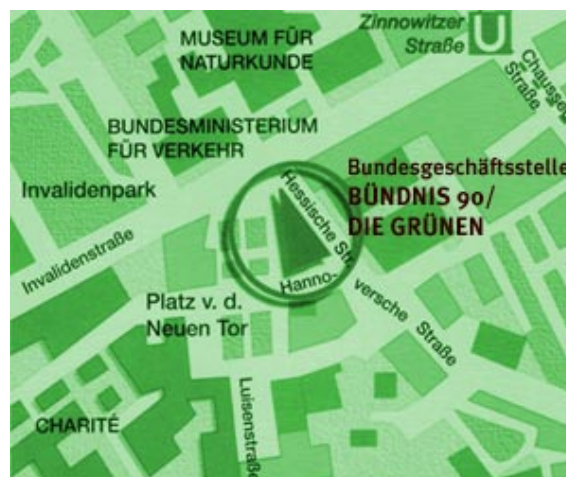 Zinnowitzer
Straße U
MUSEUM FÜR
NATURKUNDE
Chaussee
Straße
BUNDESMINISTERIUM
FÜR VERKEHR
Bundesgeschäftsstelle
BÜNDNIS 90/
DIE GRÜNEN
Invalidenpark
Hessische Str.
Invalidenstraße
Hanno-
versche Straße
Platz v. d.
Neuen Tor
Luisenstraße
CHARITÉ